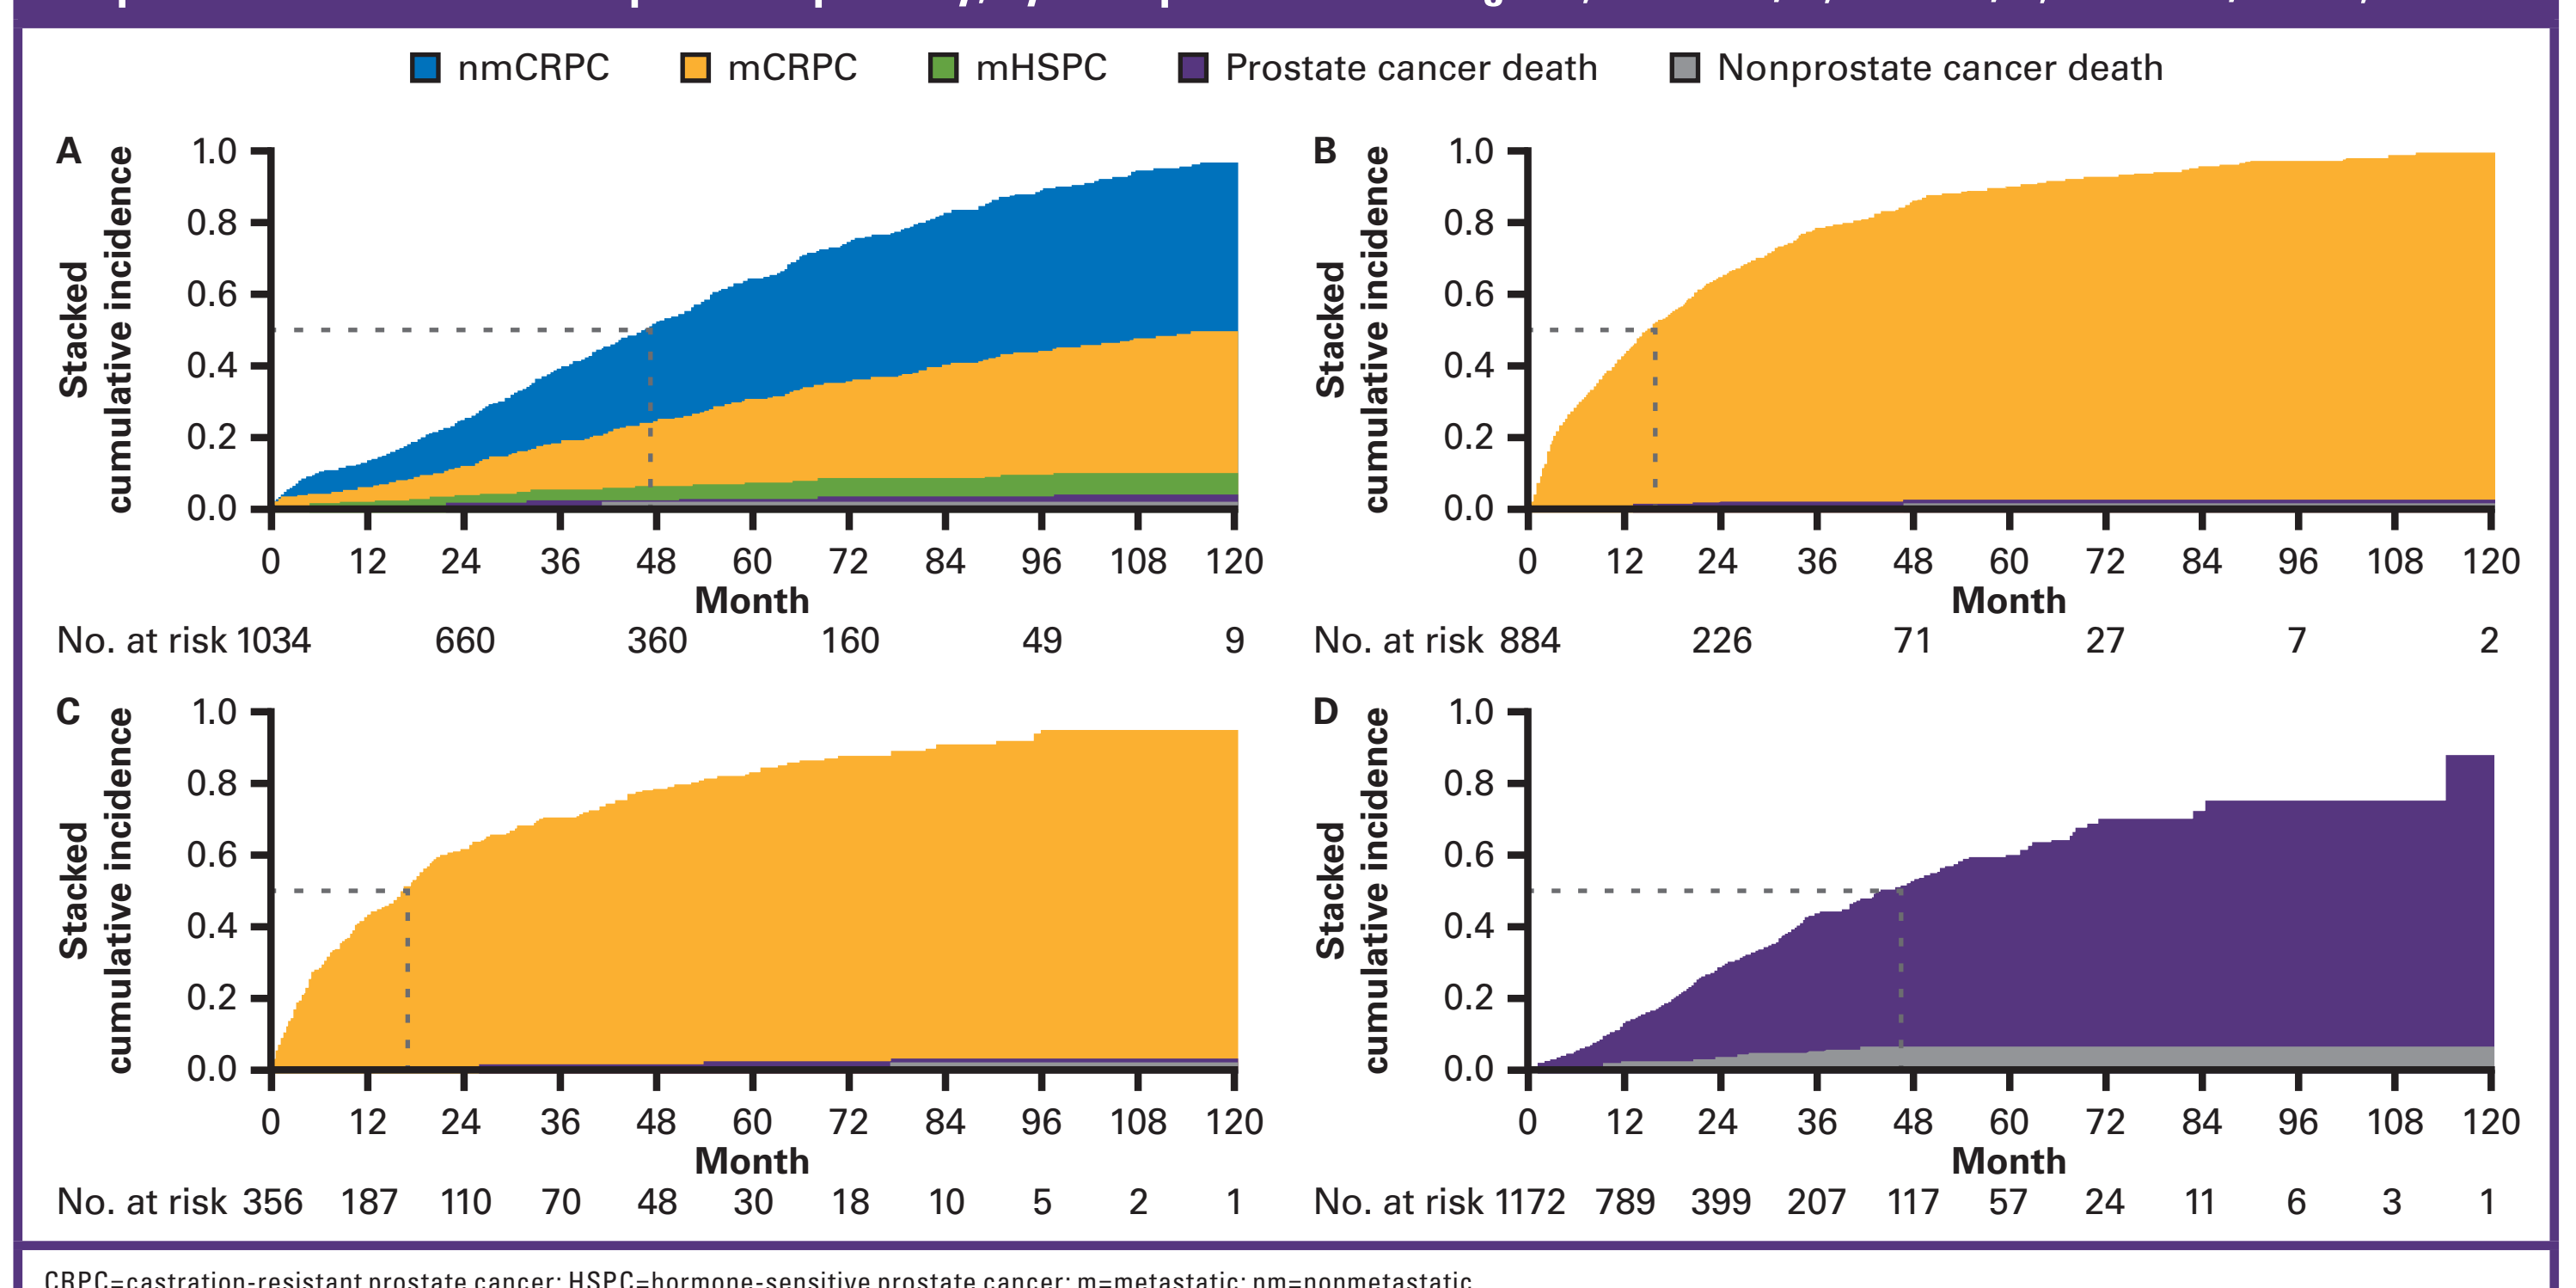 nmCRPC mCRPC mHSPC Prostate cancer death Nonprostate cancer death
A
Stacked
cumulative incidence
1.0
0.8
0.6
0.4
0.2
0.0
0 12 24 36 48 60 72 84 96 108 120
Month
No. at risk 1034 660 360 160 49 9
B
Stacked
cumulative incidence
1.0
0.8
0.6
0.4
0.2
0.0
0 12 24 36 48 60 72 84 96 108 120
Month
No. at risk 884 226 71 27 7 2
C
Stacked
cumulative incidence
1.0
0.8
0.6
0.4
0.2
0.0
0 12 24 36 48 60 72 84 96 108 120
Month
No. at risk 356 187 110 70 48 30 18 10 5 2 1
D
Stacked
cumulative incidence
1.0
0.8
0.6
0.4
0.2
0.0
0 12 24 36 48 60 72 84 96 108 120
Month
No. at risk 1172 789 399 207 117 57 24 11 6 3 1
CRPC=castration-resistant prostate cancer; HSPC=hormone-sensitive prostate cancer; m=metastatic; nm=nonmetastatic